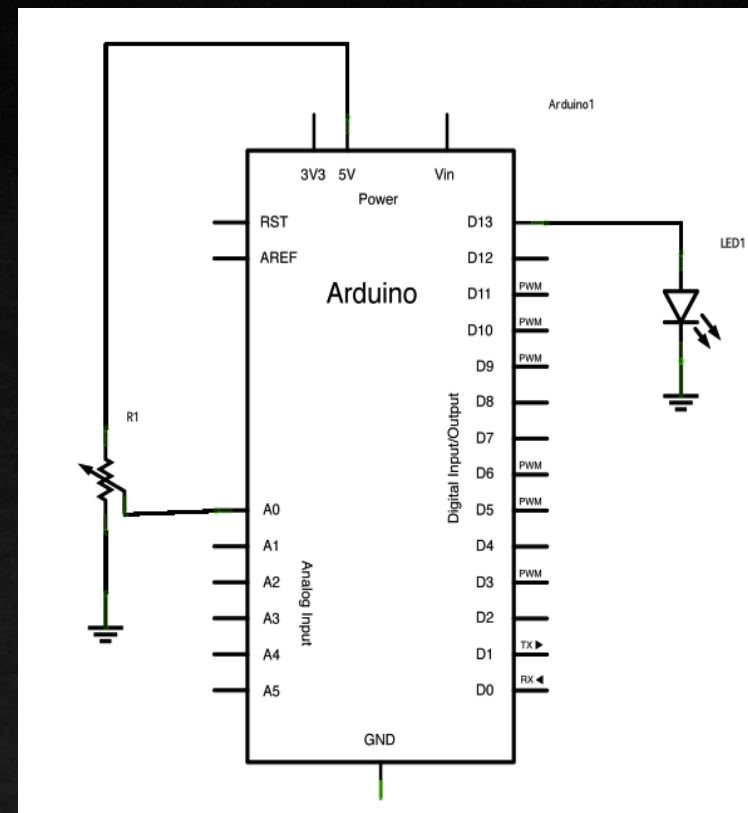 Arduino1
3V3 5V Vin
Power
RST D13
LED1
AREF D12
Arduino
D11 PWM
D10 PWM
D9 PWM
R1
D8
Digital Input/Output
D7
D6 PWM
A0 D5 PWM
A1 D4
Analog Input
A2 D3 PWM
A3 D2
A4 D1 TX ▶
A5 D0 RX ◀
GND